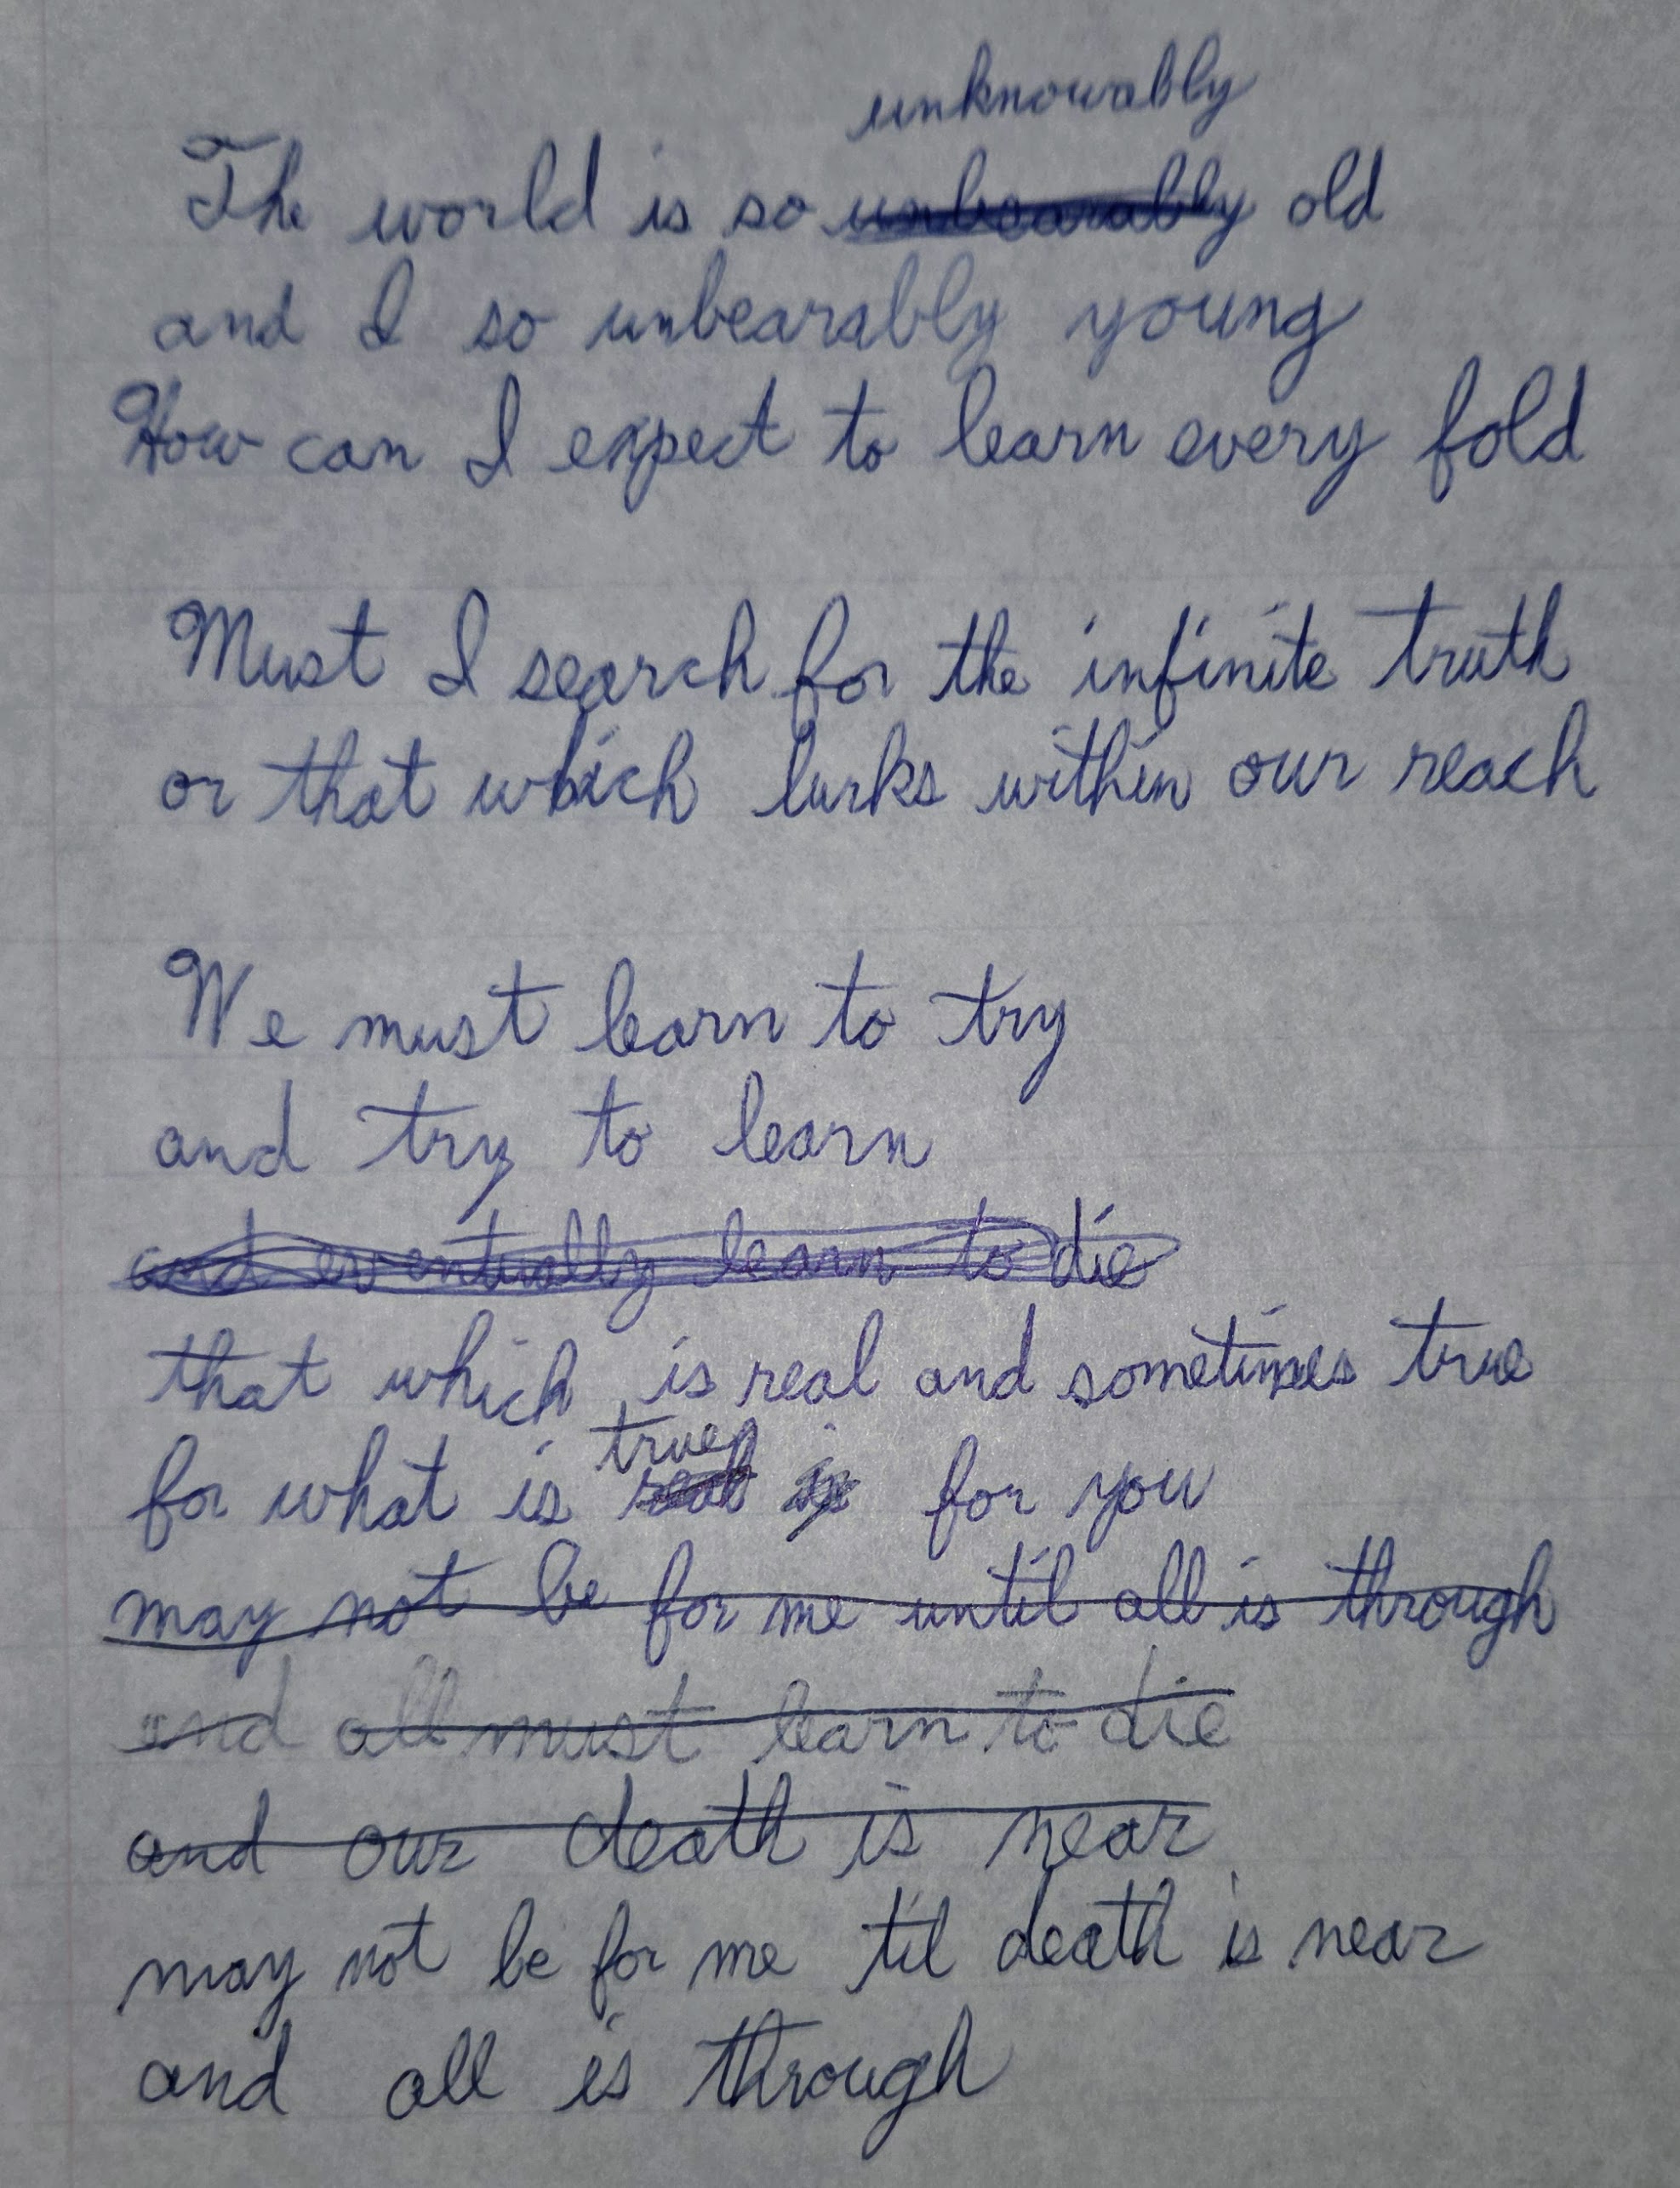 unknowably
The world is so unbearably old
and I so unbearably young
How can I expect to learn every fold
Must I search for the infinite truth
or that which lurks within our reach
We must learn to try
and try to learn
and eventually learn to die
that which is real and sometimes true
true
for what is real is for you
may not be for me until all is through
and all must learn to die
and our death is near
may not be for me til death is near
and all is through